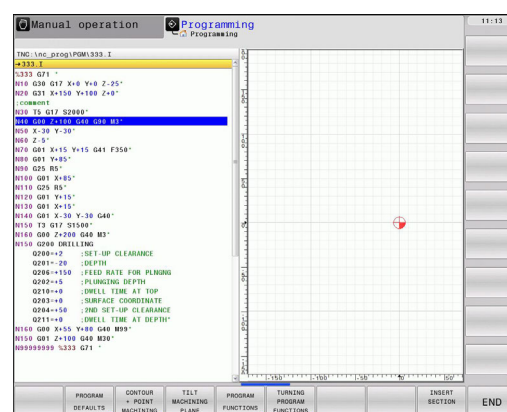 Manual operation
Programming
Programming
11:13
TNC:\nc_prog\PGM\333.I
→333.I
%333 G71 *
N10 G30 G17 X+0 Y+0 Z-25*
N20 G31 X+150 Y+100 Z+0*
;comment
N30 T5 G17 S2000*
N40 G00 Z+100 G40 G90 M3*
N50 X-30 Y-30*
N60 Z-5*
N70 G01 X+15 Y+15 G41 F350*
N80 G01 Y+85*
N90 G25 R5*
N100 G01 X+85*
N110 G25 R5*
N120 G01 Y+15*
N130 G01 X+15*
N140 G01 X-30 Y-30 G40*
N150 T3 G17 S1500*
N160 G00 Z+200 G40 M3*
N150 G200 DRILLING
Q200=+2 ;SET-UP CLEARANCE
Q201=-20 ;DEPTH
Q206=+150 ;FEED RATE FOR PLNGNG
Q202=+5 ;PLUNGING DEPTH
Q210=+0 ;DWELL TIME AT TOP
Q203=+0 ;SURFACE COORDINATE
Q204=+50 ;2ND SET-UP CLEARANCE
Q211=+0 ;DWELL TIME AT DEPTH*
N160 G00 X+55 Y+80 G40 M99*
N150 G01 Z+100 G40 M30*
N99999999 %333 G71 *
-150 -100 -50 0 50
PROGRAM DEFAULTS
CONTOUR + POINT MACHINING
TILT MACHINING PLANE
PROGRAM FUNCTIONS
TURNING PROGRAM FUNCTIONS
INSERT SECTION
END